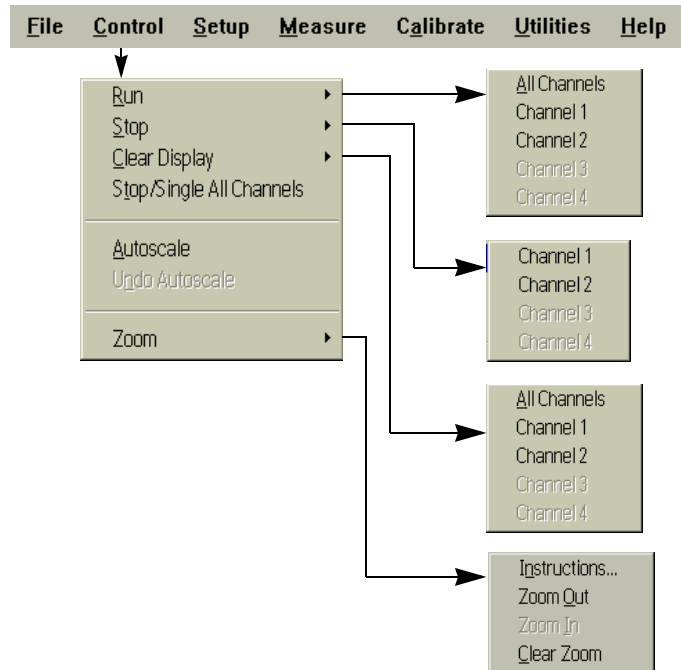 File Control Setup Measure Calibrate Utilities Help
Run
Stop
Clear Display
Stop/Single All Channels
Autoscale
Undo Autoscale
Zoom
All Channels
Channel 1
Channel 2
Channel 3
Channel 4
Channel 1
Channel 2
Channel 3
Channel 4
All Channels
Channel 1
Channel 2
Channel 3
Channel 4
Instructions...
Zoom Out
Zoom In
Clear Zoom